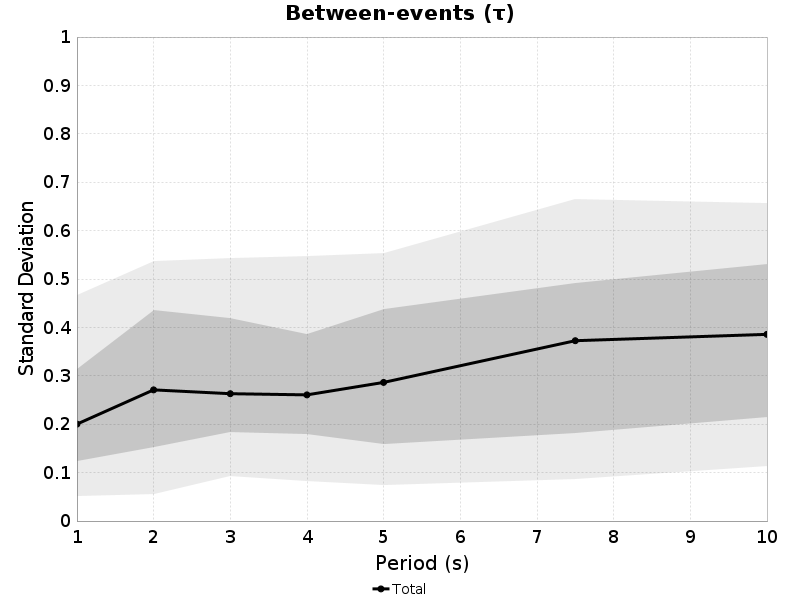 Between-events (τ)
1
0.9
0.8
0.7
0.6
0.5
0.4
0.3
0.2
0.1
0
Standard Deviation
1 2 3 4 5 6 7 8 9 10
Period (s)
Total